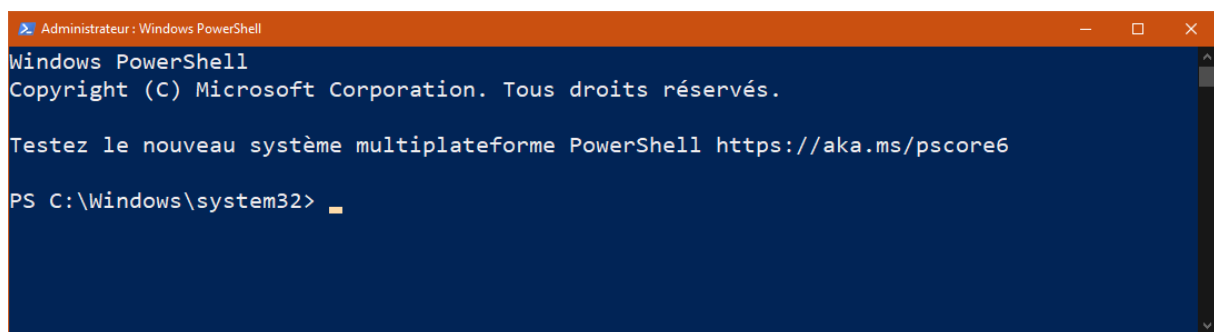 Administrateur : Windows PowerShell
Windows PowerShell
Copyright (C) Microsoft Corporation. Tous droits réservés.
Testez le nouveau système multiplateforme PowerShell https://aka.ms/pscore6
PS C:\Windows\system32>